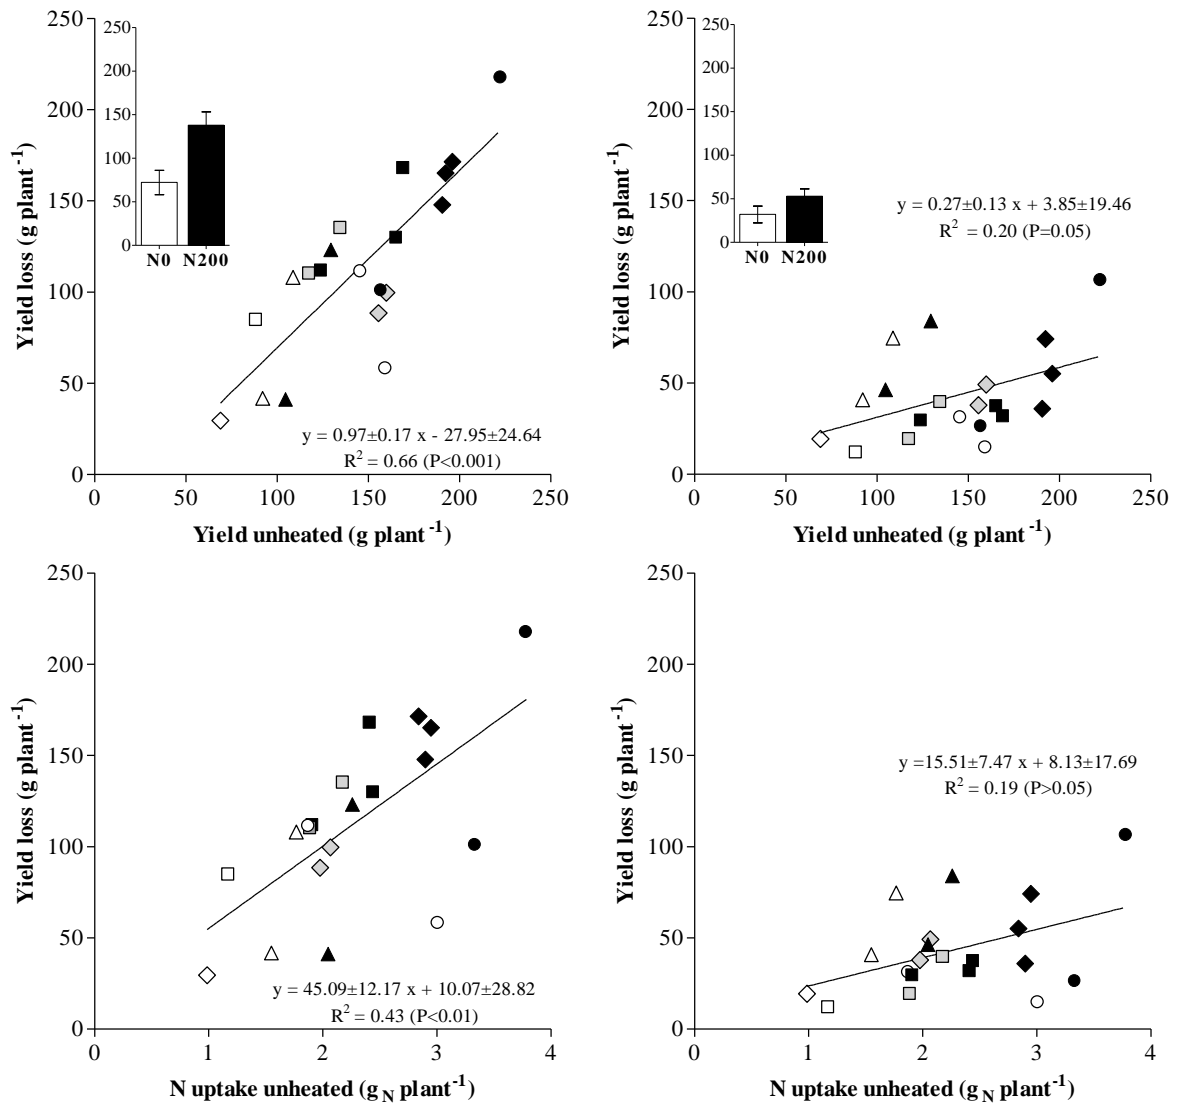 250
200
150
100
50
0
Yield loss (g plant⁻¹)
250
200
150
100
50
0
N0 N200
y = 0.97±0.17 x - 27.95±24.64
R² = 0.66 (P<0.001)
0 50 100 150 200 250
Yield unheated (g plant⁻¹)
250
200
150
100
50
0
Yield loss (g plant⁻¹)
250
200
150
100
50
0
N0 N200
y = 0.27±0.13 x + 3.85±19.46
R² = 0.20 (P=0.05)
0 50 100 150 200 250
Yield unheated (g plant⁻¹)
250
200
150
100
50
0
Yield loss (g plant⁻¹)
y = 45.09±12.17 x + 10.07±28.82
R² = 0.43 (P<0.01)
0 1 2 3 4
N uptake unheated (g_N plant⁻¹)
250
200
150
100
50
0
Yield loss (g plant⁻¹)
y =15.51±7.47 x + 8.13±17.69
R² = 0.19 (P>0.05)
0 1 2 3 4
N uptake unheated (g_N plant⁻¹)